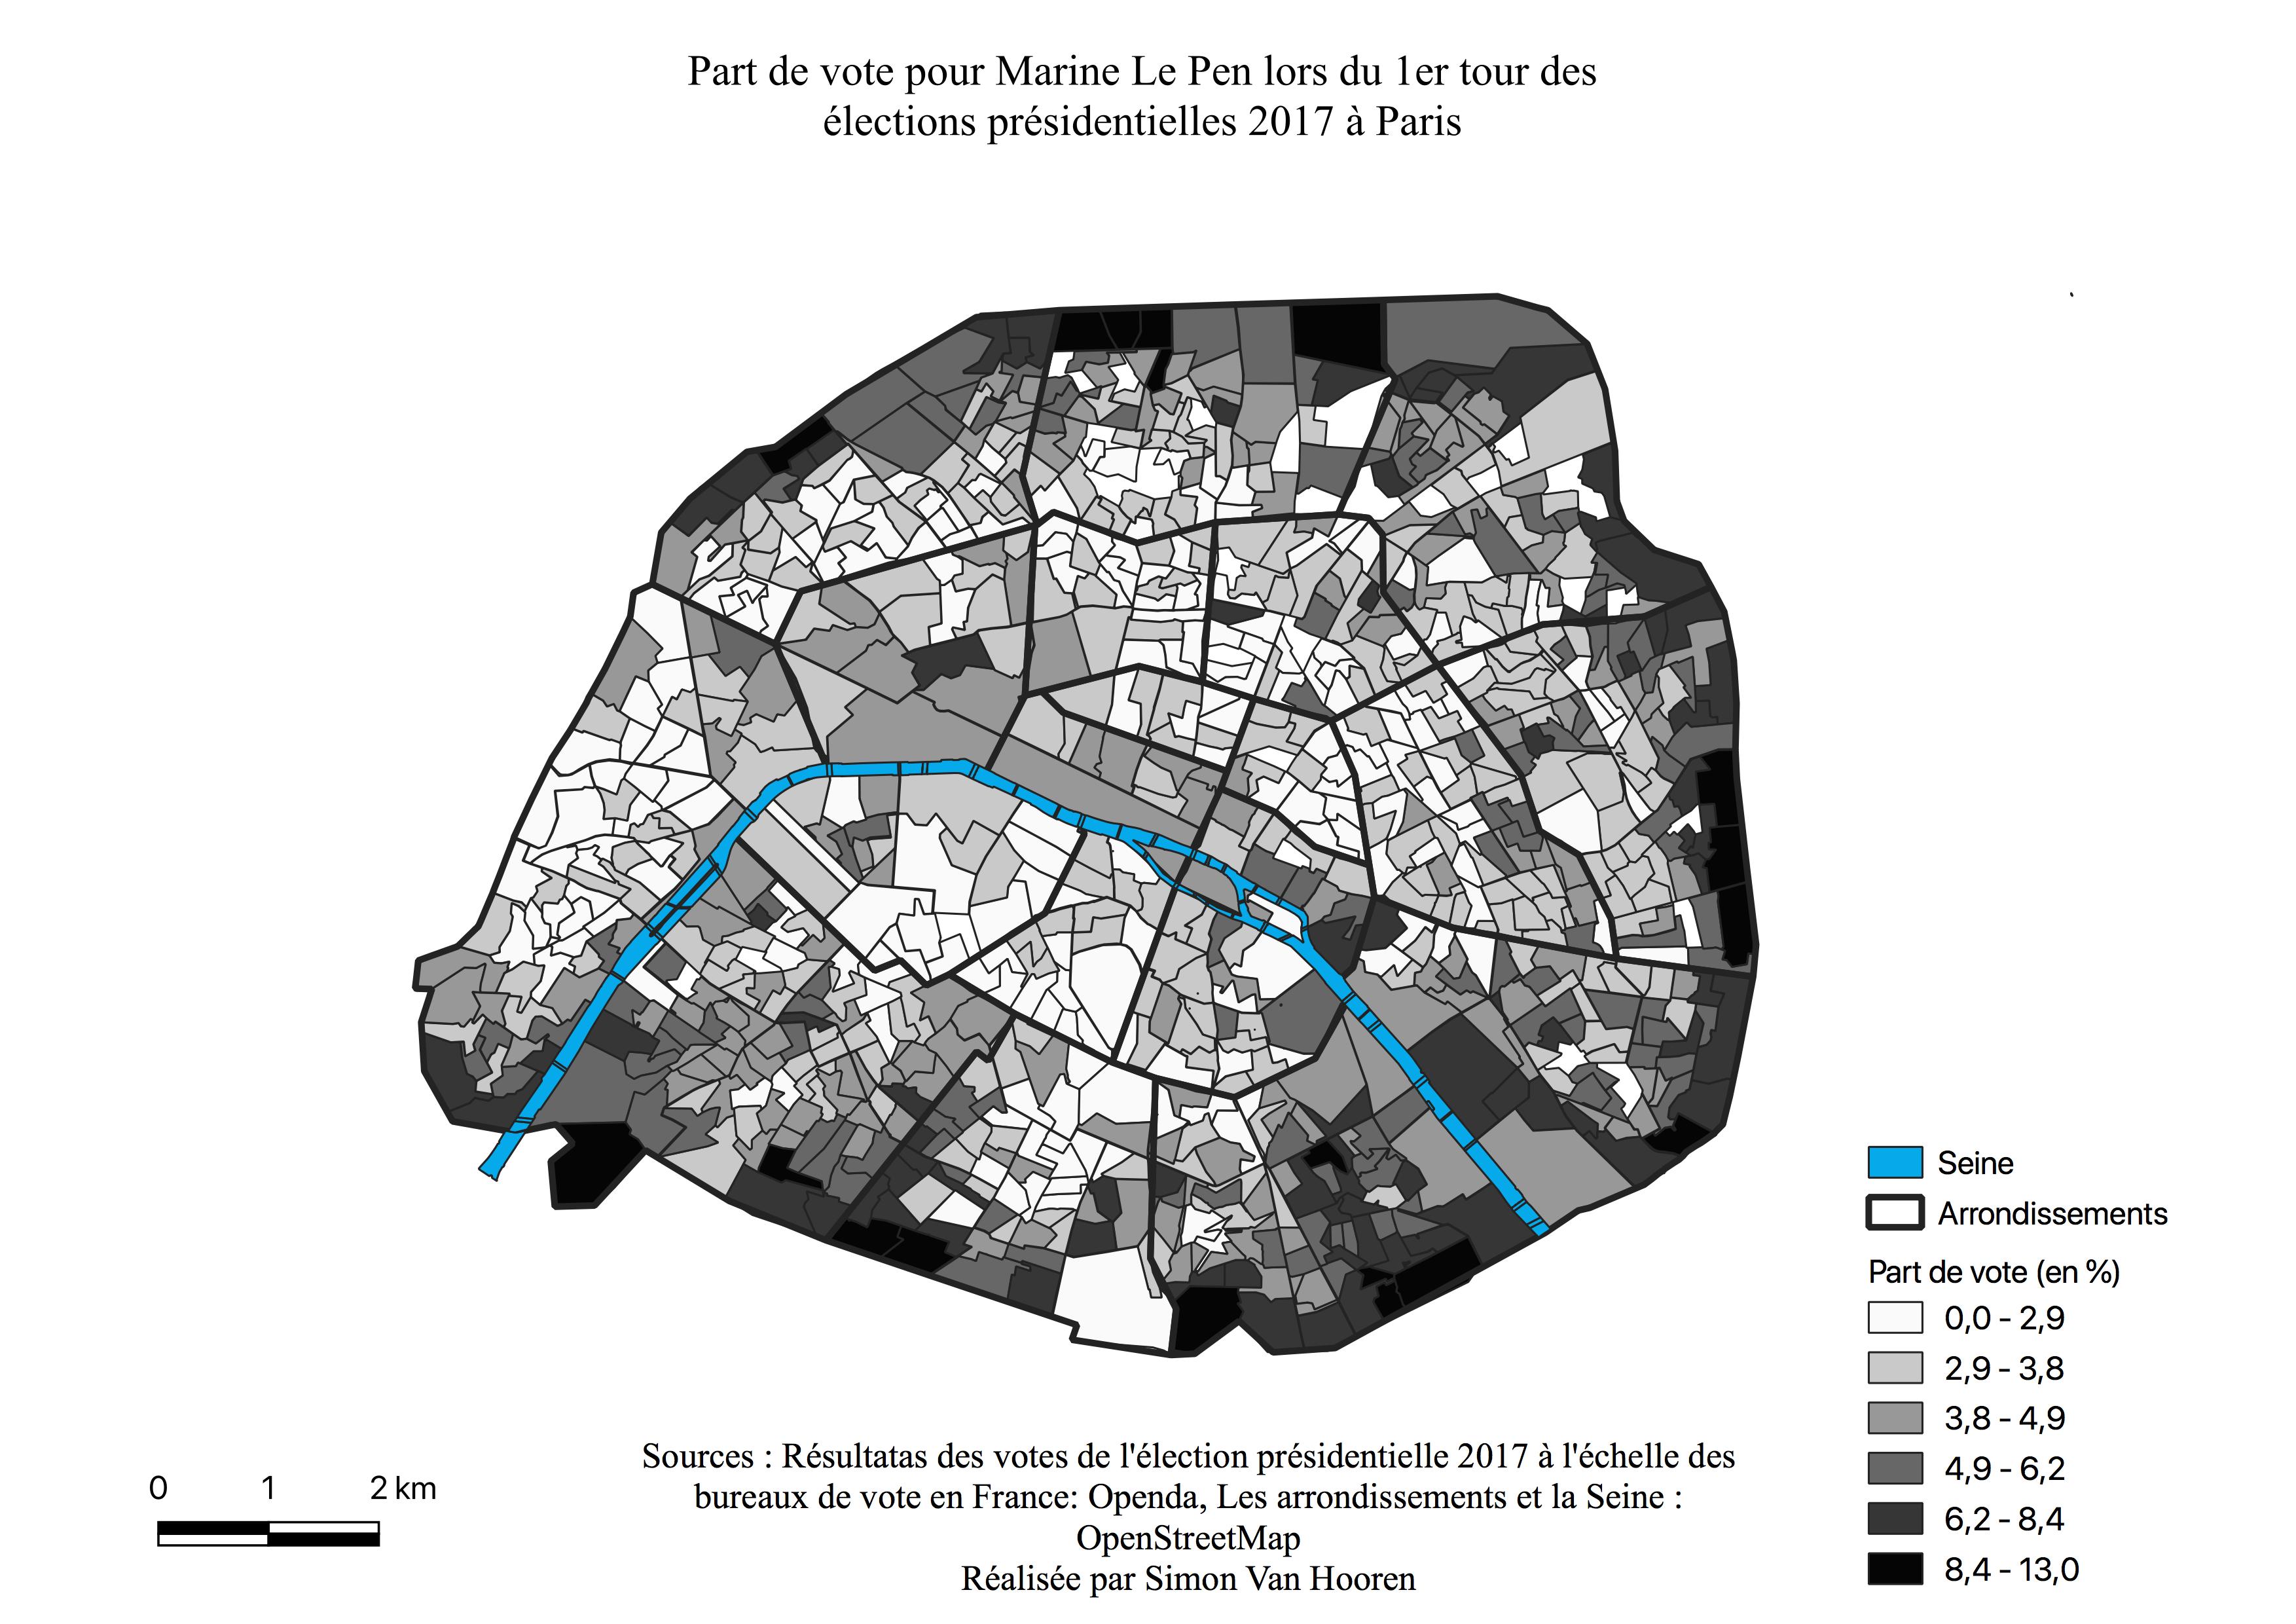 Part de vote pour Marine Le Pen lors du 1er tour des
élections présidentielles 2017 à Paris
Seine
Arrondissements
Part de vote (en %)
0,0 - 2,9
2,9 - 3,8
3,8 - 4,9
4,9 - 6,2
6,2 - 8,4
8,4 - 13,0
0 1 2 km
Sources : Résultatas des votes de l'élection présidentielle 2017 à l'échelle des
bureaux de vote en France: Openda, Les arrondissements et la Seine :
OpenStreetMap
Réalisée par Simon Van Hooren